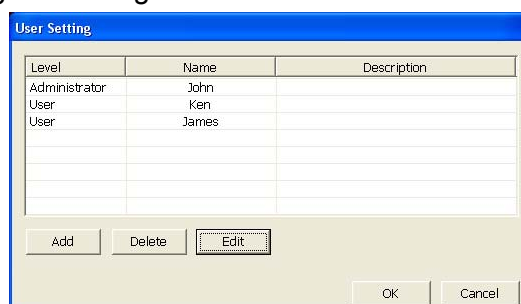 User Setting
Level Name Description
Administrator John
User Ken
User James
Add Delete Edit
OK Cancel